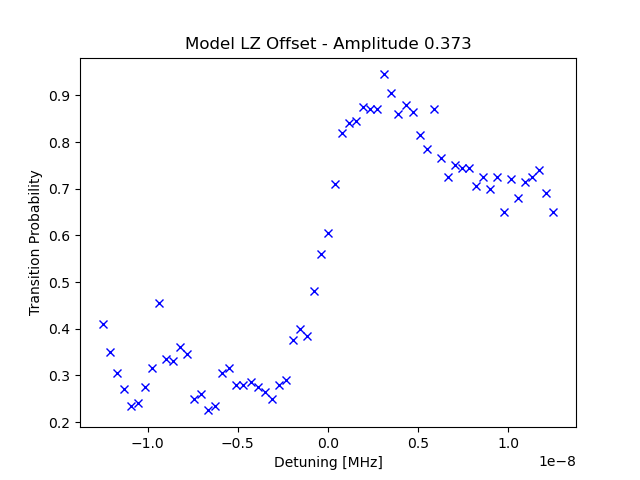 Model LZ Offset - Amplitude 0.373
Transition Probability
0.9
0.8
0.7
0.6
0.5
0.4
0.3
0.2
−1.0 −0.5 0.0 0.5 1.0
1e−8
Detuning [MHz]